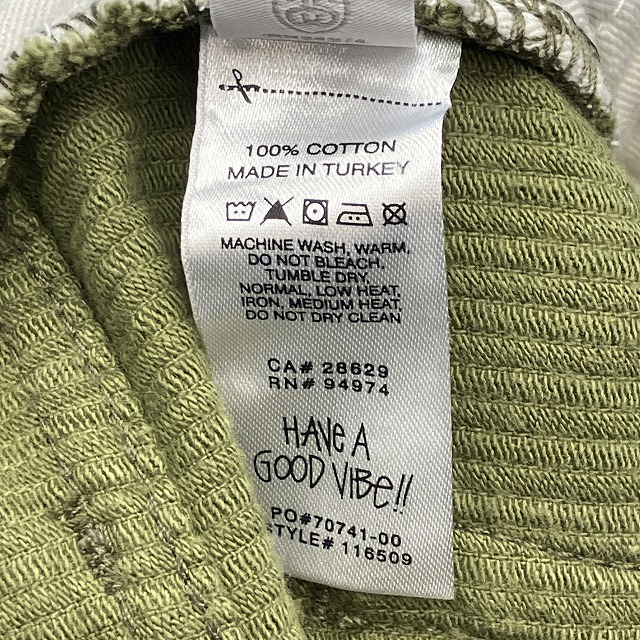 100% COTTON
MADE IN TURKEY
MACHINE WASH, WARM,
DO NOT BLEACH,
TUMBLE DRY,
NORMAL, LOW HEAT,
IRON, MEDIUM HEAT,
DO NOT DRY CLEAN
CA# 28629
RN# 94974
HAVE A
GOOD VIBE!!
PO#70741-00
STYLE# 116509